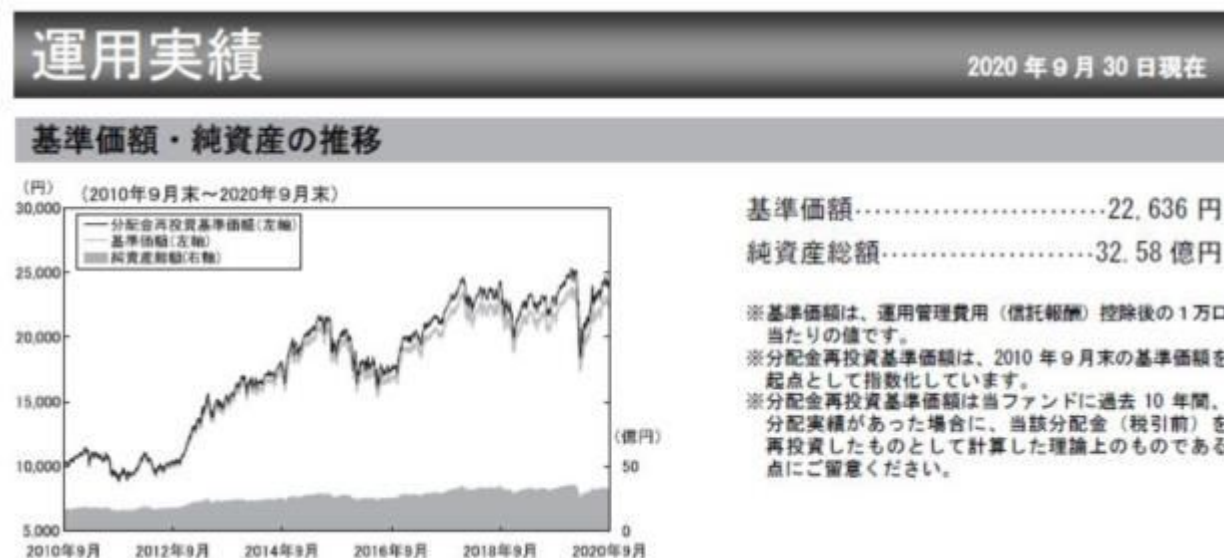 運用実績
2020年9月30日現在
基準価額・純資産の推移
(円)
(2010年9月末～2020年9月末)
30,000
25,000
20,000
15,000
10,000
5,000
分配金再投資基準価額(左軸)
基準価額(左軸)
純資産総額(右軸)
(億円)
50
0
2010年9月 2012年9月 2014年9月 2016年9月 2018年9月 2020年9月
基準価額………………………22,636 円
純資産総額…………………32.58 億円
※基準価額は、運用管理費用（信託報酬）控除後の１万口
当たりの値です。
※分配金再投資基準価額は、2010 年９月末の基準価額を
起点として指数化しています。
※分配金再投資基準価額は当ファンドに過去 10 年間、
分配実績があった場合に、当該分配金（税引前）を
再投資したものとして計算した理論上のものである
点にご留意ください。